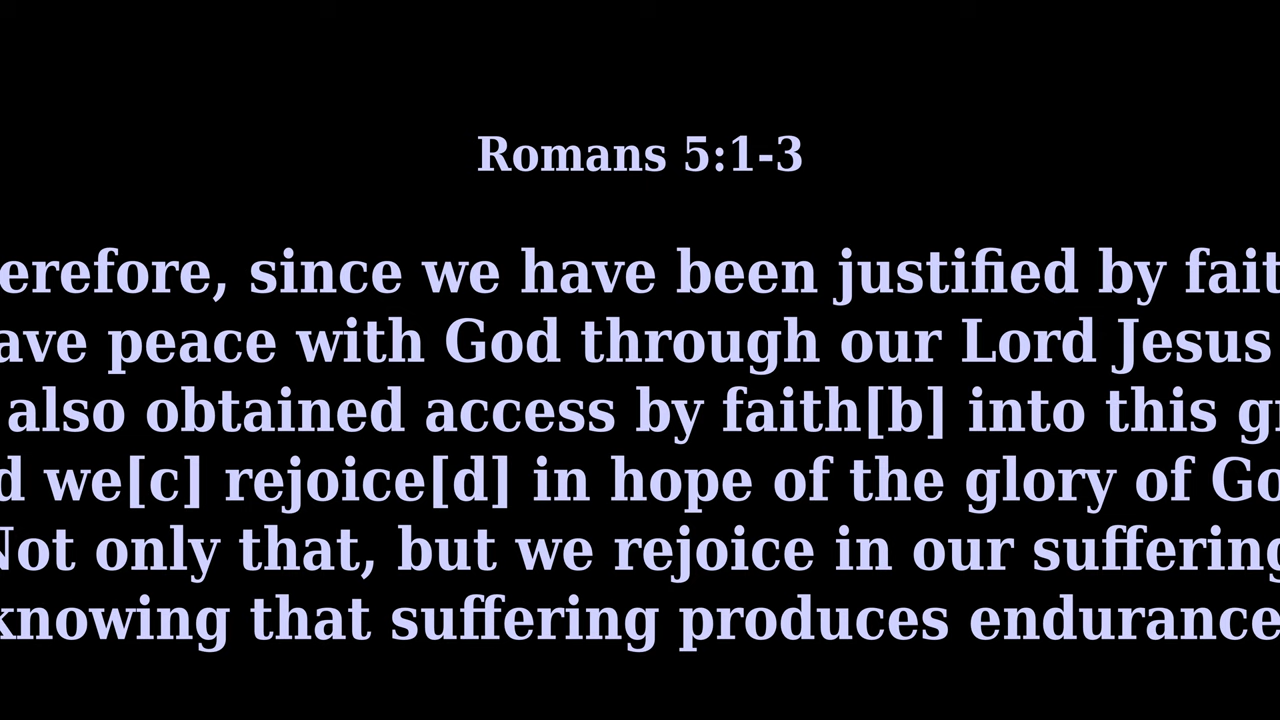 Romans 5:1-3
erefore, since we have been justified by fait
ave peace with God through our Lord Jesus
also obtained access by faith[b] into this g
d we[c] rejoice[d] in hope of the glory of Go
Not only that, but we rejoice in our suffering
knowing that suffering produces endurance